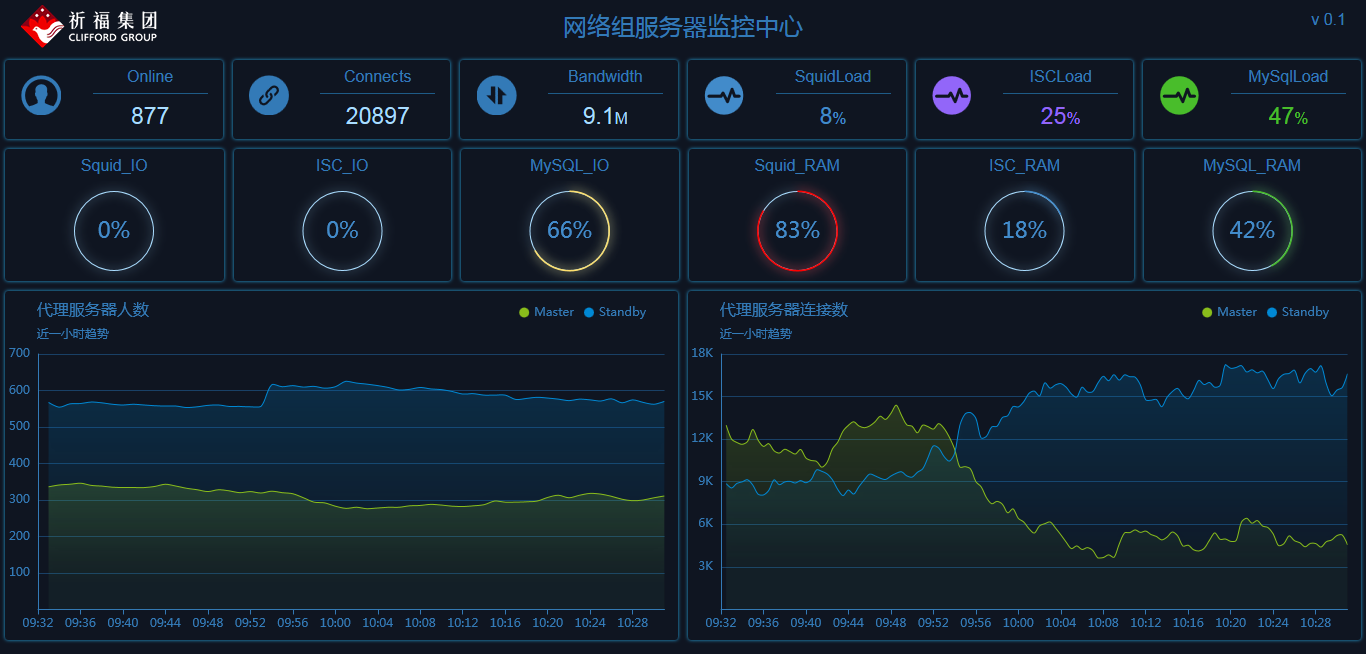 祈福集团
CLIFFORD GROUP
网络组服务器监控中心
v 0.1
Online
877
Connects
20897
Bandwidth
9.1M
SquidLoad
8%
ISCLoad
25%
MySqlLoad
47%
Squid_IO
0%
ISC_IO
0%
MySQL_IO
66%
Squid_RAM
83%
ISC_RAM
18%
MySQL_RAM
42%
代理服务器人数
近一小时趋势
Master Standby
700
600
500
400
300
200
100
09:32 09:36 09:40 09:44 09:48 09:52 09:56 10:00 10:04 10:08 10:12 10:16 10:20 10:24 10:28
代理服务器连接数
近一小时趋势
Master Standby
18K
15K
12K
9K
6K
3K
09:32 09:36 09:40 09:44 09:48 09:52 09:56 10:00 10:04 10:08 10:12 10:16 10:20 10:24 10:28